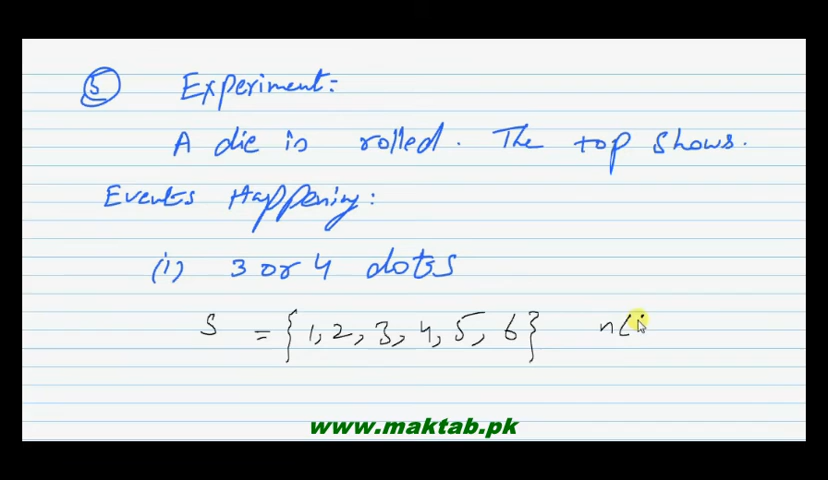 5 Experiment:
A die is rolled. The top shows.
Events Happening:
(i) 3 or 4 dots
S = {1, 2, 3, 4, 5, 6} n(
www.maktab.pk